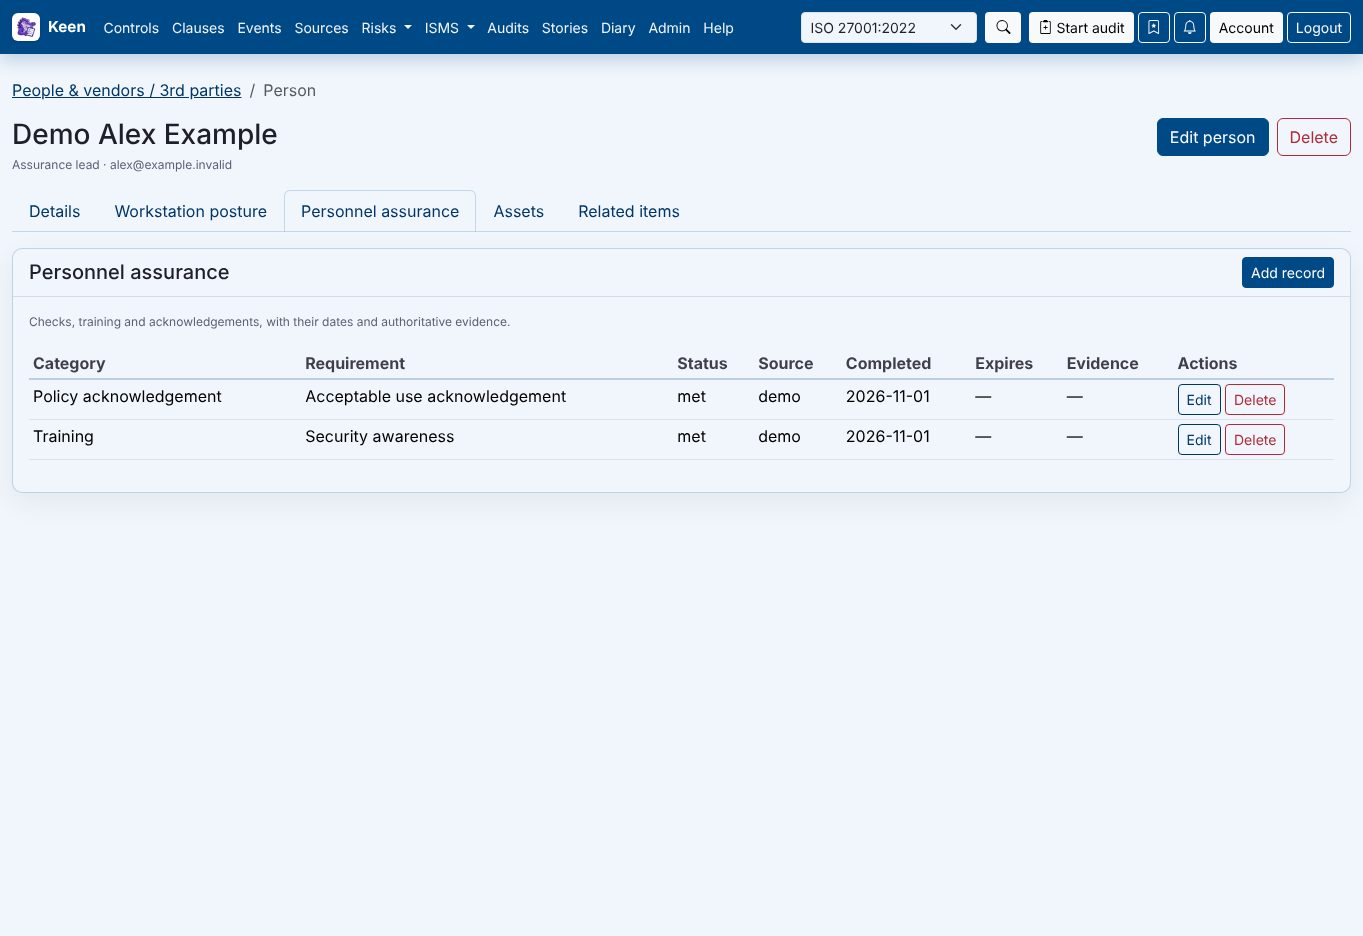 Keen Controls Clauses Events Sources Risks ISMS Audits Stories Diary Admin Help ISO 27001:2022 Start audit Account Logout
People & vendors / 3rd parties / Person
Demo Alex Example
Edit person Delete
Assurance lead · alex@example.invalid
Details Workstation posture Personnel assurance Assets Related items
Personnel assurance
Add record
Checks, training and acknowledgements, with their dates and authoritative evidence.
Category Requirement Status Source Completed Expires Evidence Actions
Policy acknowledgement Acceptable use acknowledgement met demo 2026-11-01 — — Edit Delete
Training Security awareness met demo 2026-11-01 — — Edit Delete